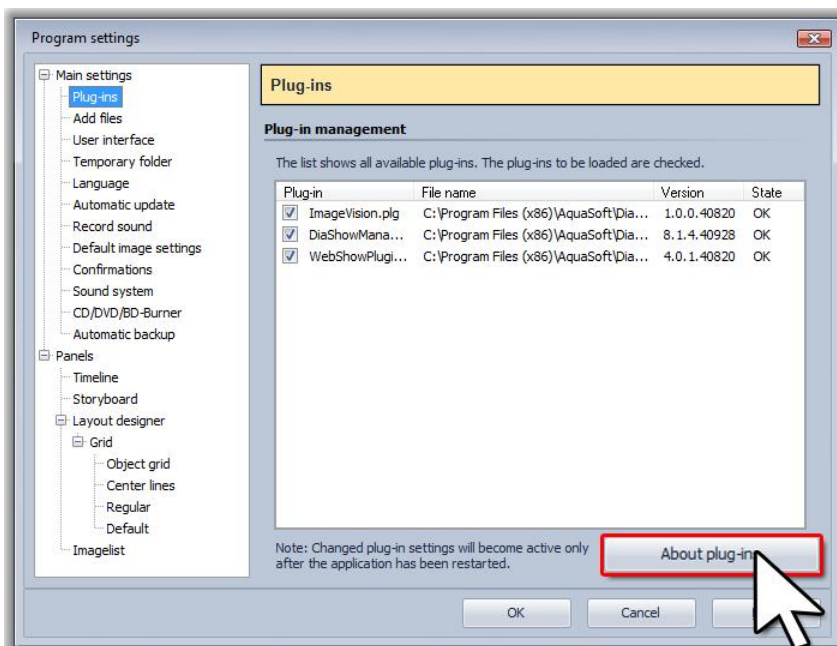 Program settings
Main settings
Plug-ins
Add files
User interface
Temporary folder
Language
Automatic update
Record sound
Default image settings
Confirmations
Sound system
CD/DVD/BD-Burner
Automatic backup
Panels
Timeline
Storyboard
Layout designer
Grid
Object grid
Center lines
Regular
Default
Imagelist
Plug-ins
Plug-in management
The list shows all available plug-ins. The plug-ins to be loaded are checked.
Plug-in File name Version State
ImageVision.plg C:\Program Files (x86)\AquaSoft\Dia... 1.0.0.40820 OK
DiaShowMana... C:\Program Files (x86)\AquaSoft\Dia... 8.1.4.40928 OK
WebShowPlugi... C:\Program Files (x86)\AquaSoft\Dia... 4.0.1.40820 OK
Note: Changed plug-in settings will become active only
after the application has been restarted.
About plug-ins
OK Cancel